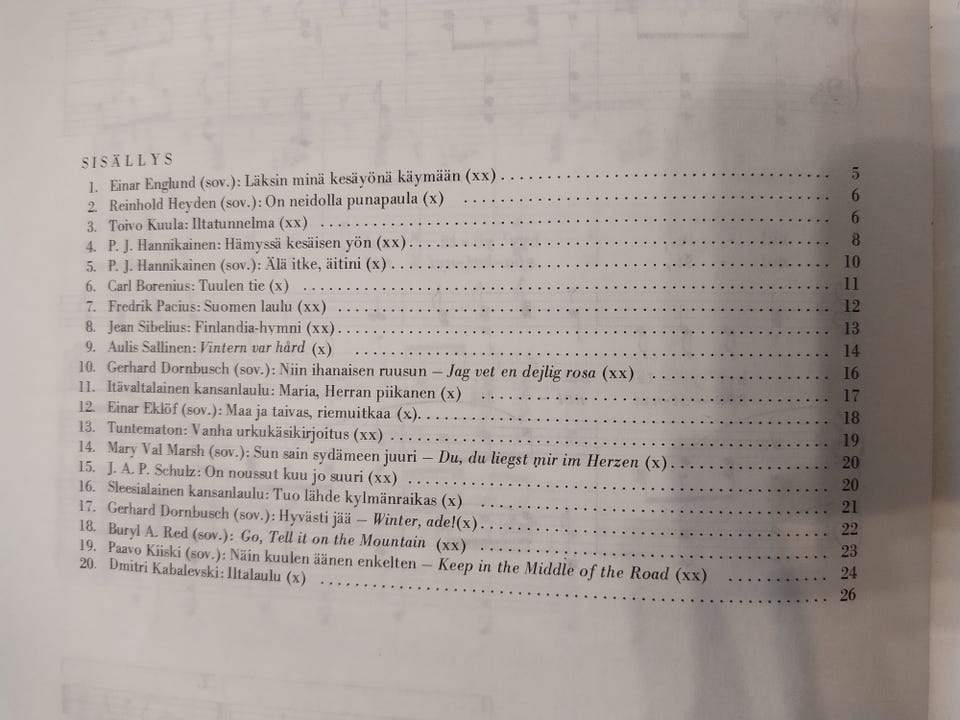 SISÄLLYS
1. Einar Englund (sov.): Läksin minä kesäyönä käymään (xx) . . . . . . . . . . 5
2. Reinhold Heyden (sov.): On neidolla punapaula (x) . . . . . . . . . . 6
3. Toivo Kuula: Iltatunnelma (xx) . . . . . . . . . . 6
4. P. J. Hannikainen: Hämyssä kesäisen yön (xx) . . . . . . . . . . 8
5. P. J. Hannikainen (sov.): Älä itke, äitini (x) . . . . . . . . . . 10
6. Carl Borenius: Tuulen tie (x) . . . . . . . . . . 11
7. Fredrik Pacius: Suomen laulu (xx) . . . . . . . . . . 12
8. Jean Sibelius: Finlandia-hymni (xx) . . . . . . . . . . 13
9. Aulis Sallinen: Vintern var hård (x) . . . . . . . . . . 14
10. Gerhard Dornbusch (sov.): Niin ihanaisen ruusun – Jag vet en dejlig rosa (xx) . . . . . . . . . . 16
11. Itävaltalainen kansanlaulu: Maria, Herran piikanen (x) . . . . . . . . . . 17
12. Einar Eklöf (sov.): Maa ja taivas, riemuitkaa (x) . . . . . . . . . . 18
13. Tuntematon: Vanha urkukäsikirjoitus (xx) . . . . . . . . . . 19
14. Mary Val Marsh (sov.): Sun sain sydämeen juuri – Du, du liegst mir im Herzen (x) . . . . . . . . . . 20
15. J. A. P. Schulz: On noussut kuu jo suuri (xx) . . . . . . . . . . 20
16. Sleesialainen kansanlaulu: Tuo lähde kylmänraikas (x) . . . . . . . . . . 21
17. Gerhard Dornbusch (sov.): Hyvästi jää – Winter, ade!(x) . . . . . . . . . . 22
18. Buryl A. Red (sov.): Go, Tell it on the Mountain (xx) . . . . . . . . . . 23
19. Paavo Kiiski (sov.): Näin kuulen äänen enkelten – Keep in the Middle of the Road (xx) . . . . . . . . . . 24
20. Dmitri Kabalevski: Iltalaulu (x) . . . . . . . . . . 26